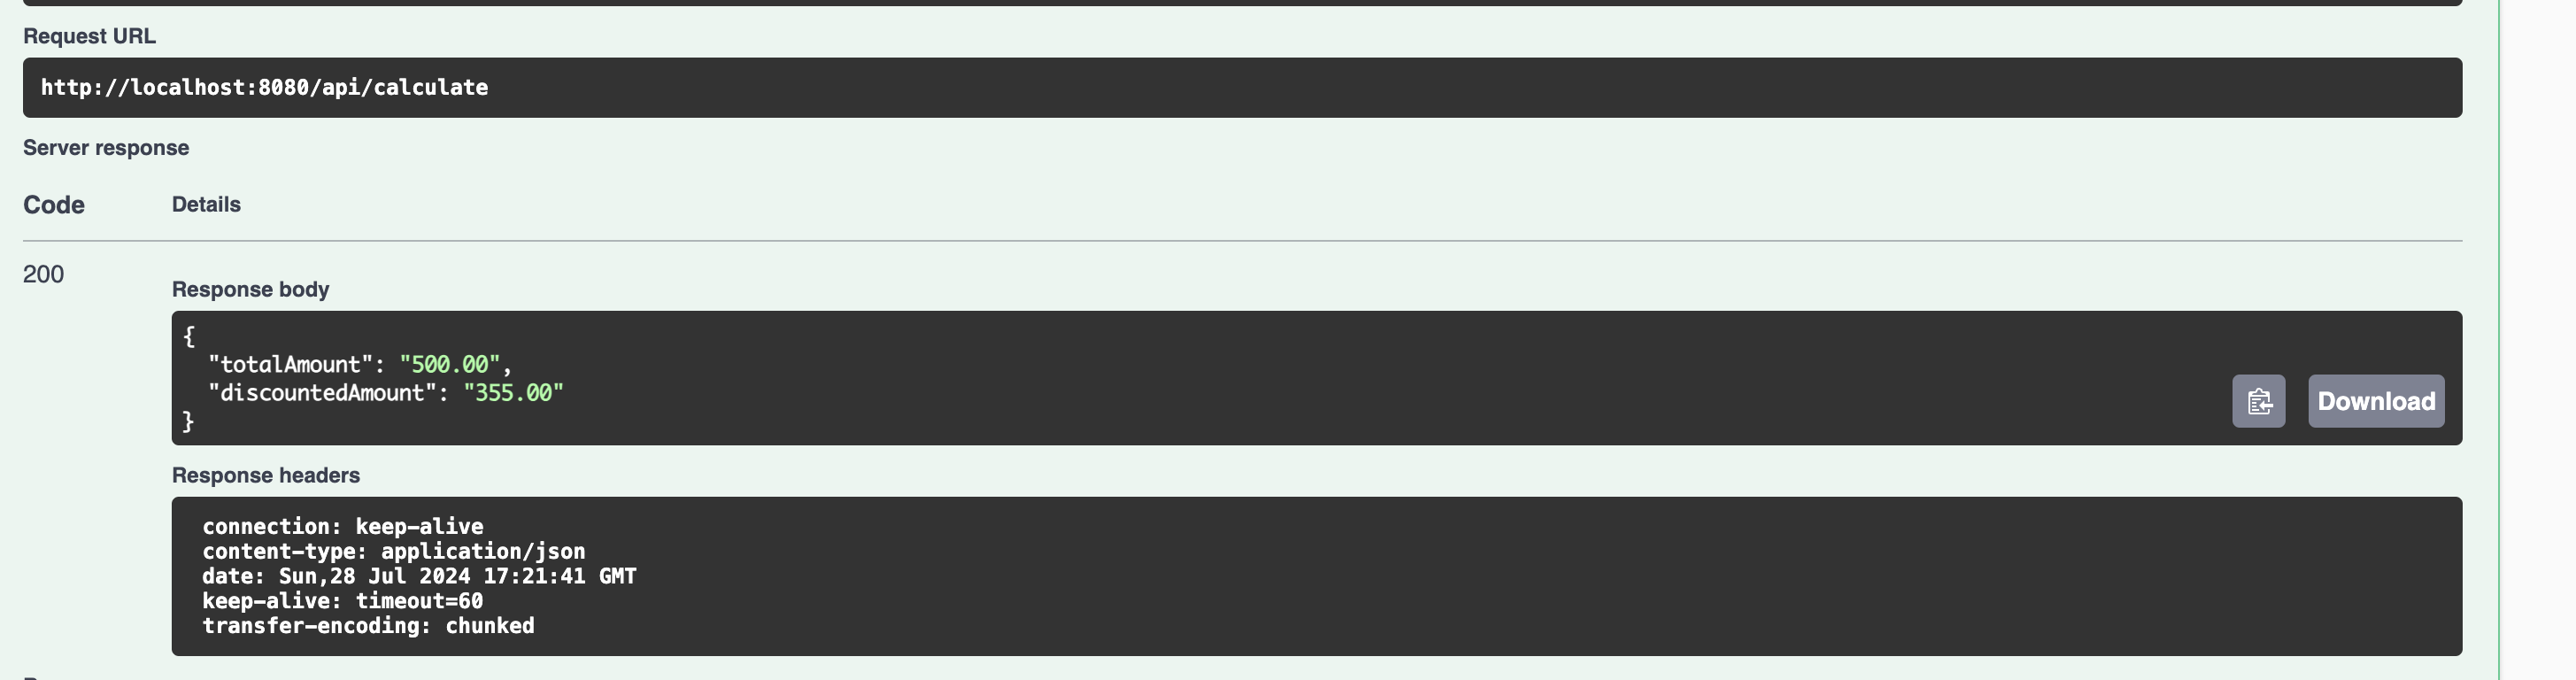 Request URL
http://localhost:8080/api/calculate
Server response
Code Details
200
Response body
{
"totalAmount": "500.00",
"discountedAmount": "355.00"
}
Download
Response headers
connection: keep-alive
content-type: application/json
date: Sun,28 Jul 2024 17:21:41 GMT
keep-alive: timeout=60
transfer-encoding: chunked